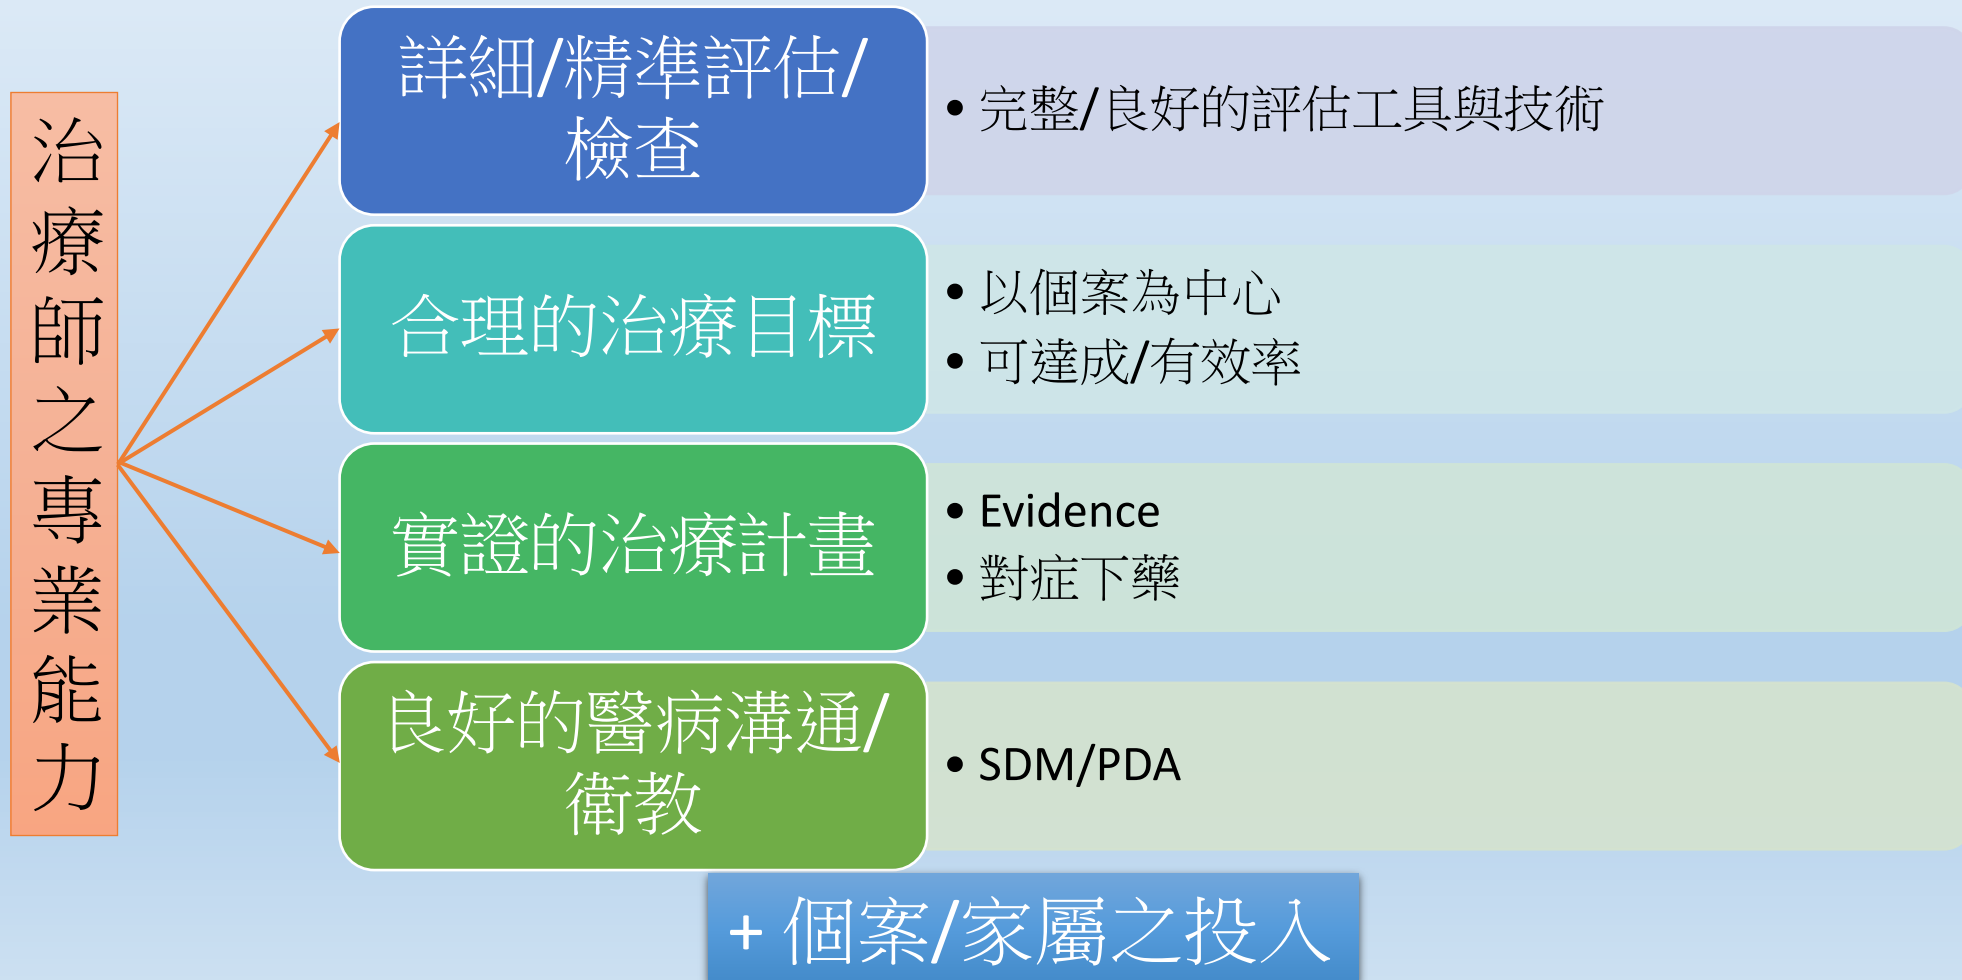 治療師之專業能力
詳細/精準評估/
檢查
• 完整/良好的評估工具與技術
合理的治療目標
• 以個案為中心
• 可達成/有效率
實證的治療計畫
• Evidence
• 對症下藥
良好的醫病溝通/
衛教
• SDM/PDA
+ 個案/家屬之投入